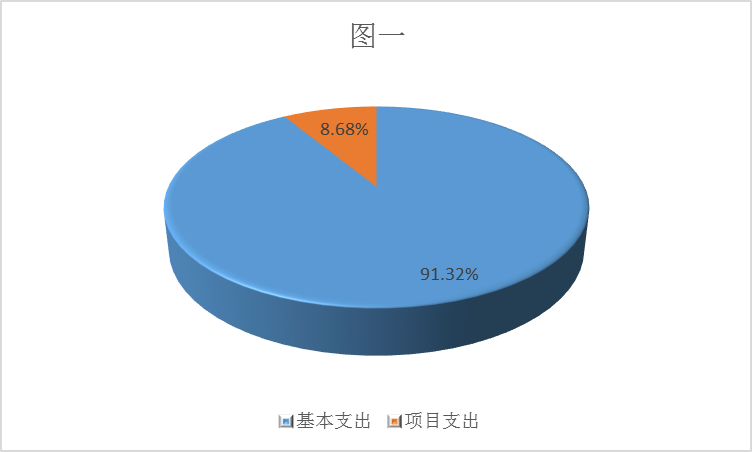 图一
8.68%
91.32%
基本支出 项目支出